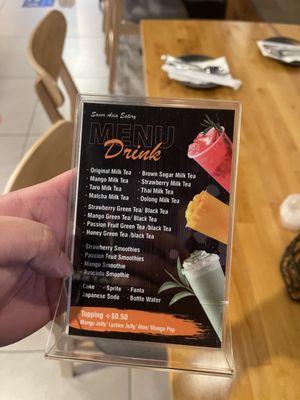 Savor Asia Eatery
MENU
Drink
· Original Milk Tea · Brown Sugar Milk Tea
· Mango Milk Tea · Strawberry Milk Tea
· Taro Milk Tea · Thai Milk Tea
· Matcha Milk Tea · Oolong Milk Tea
· Strawberry Green Tea/ Black Tea
· Mango Green Tea/ Black Tea
· Passion Fruit Green Tea /Black Tea
· Honey Green Tea /black Tea
· Strawberry Smoothies
· Passion Fruit Smoothies
· Mango Smoothie
· Avocado Smoothie
· Coke · Sprite · Fanta
· Japanese Soda · Bottle Water
Topping +$0.50
Mango Jelly/ Lychee Jelly/ Aloe/ Mango Pop